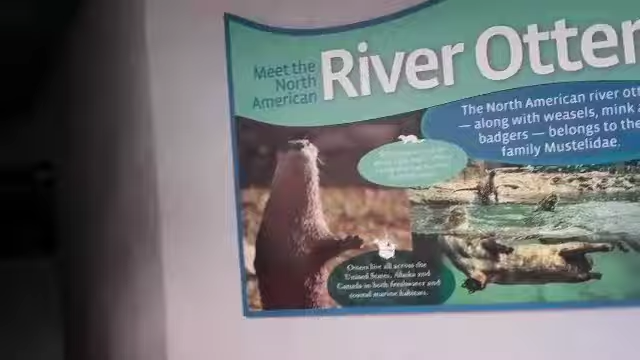 Meet the
North
American
River Otter
The North American river ott
— along with weasels, mink a
badgers — belongs to the
family Mustelidae.
Otters live all across the
United States, Alaska and
Canada in both freshwater and
coastal marine habitats.